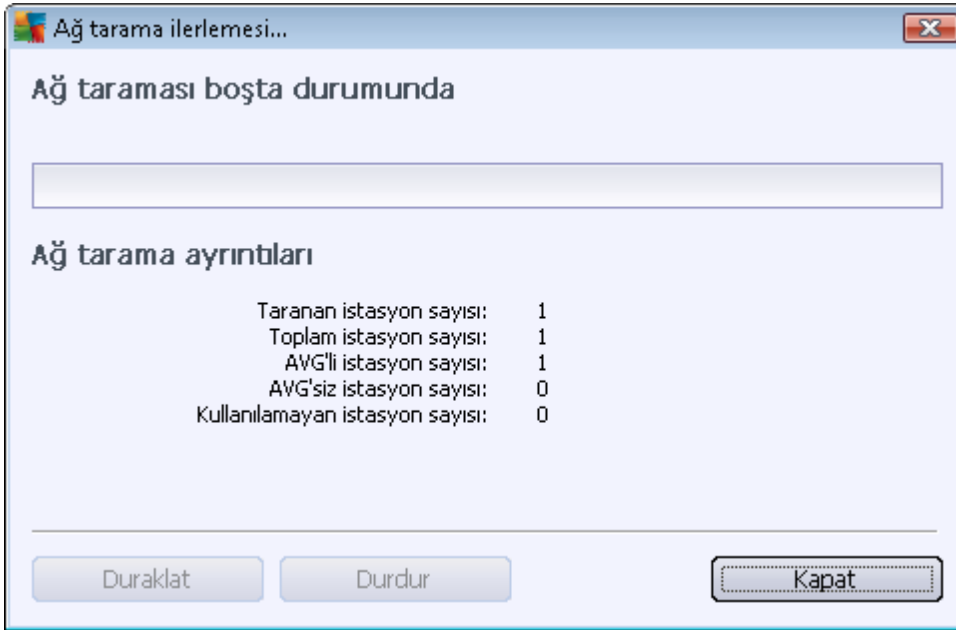 Ağ tarama ilerlemesi...
Ağ taraması boşta durumunda
Ağ tarama ayrıntıları
Taranan istasyon sayısı: 1
Toplam istasyon sayısı: 1
AVG'li istasyon sayısı: 1
AVG'siz istasyon sayısı: 0
Kullanılamayan istasyon sayısı: 0
Duraklat Durdur Kapat